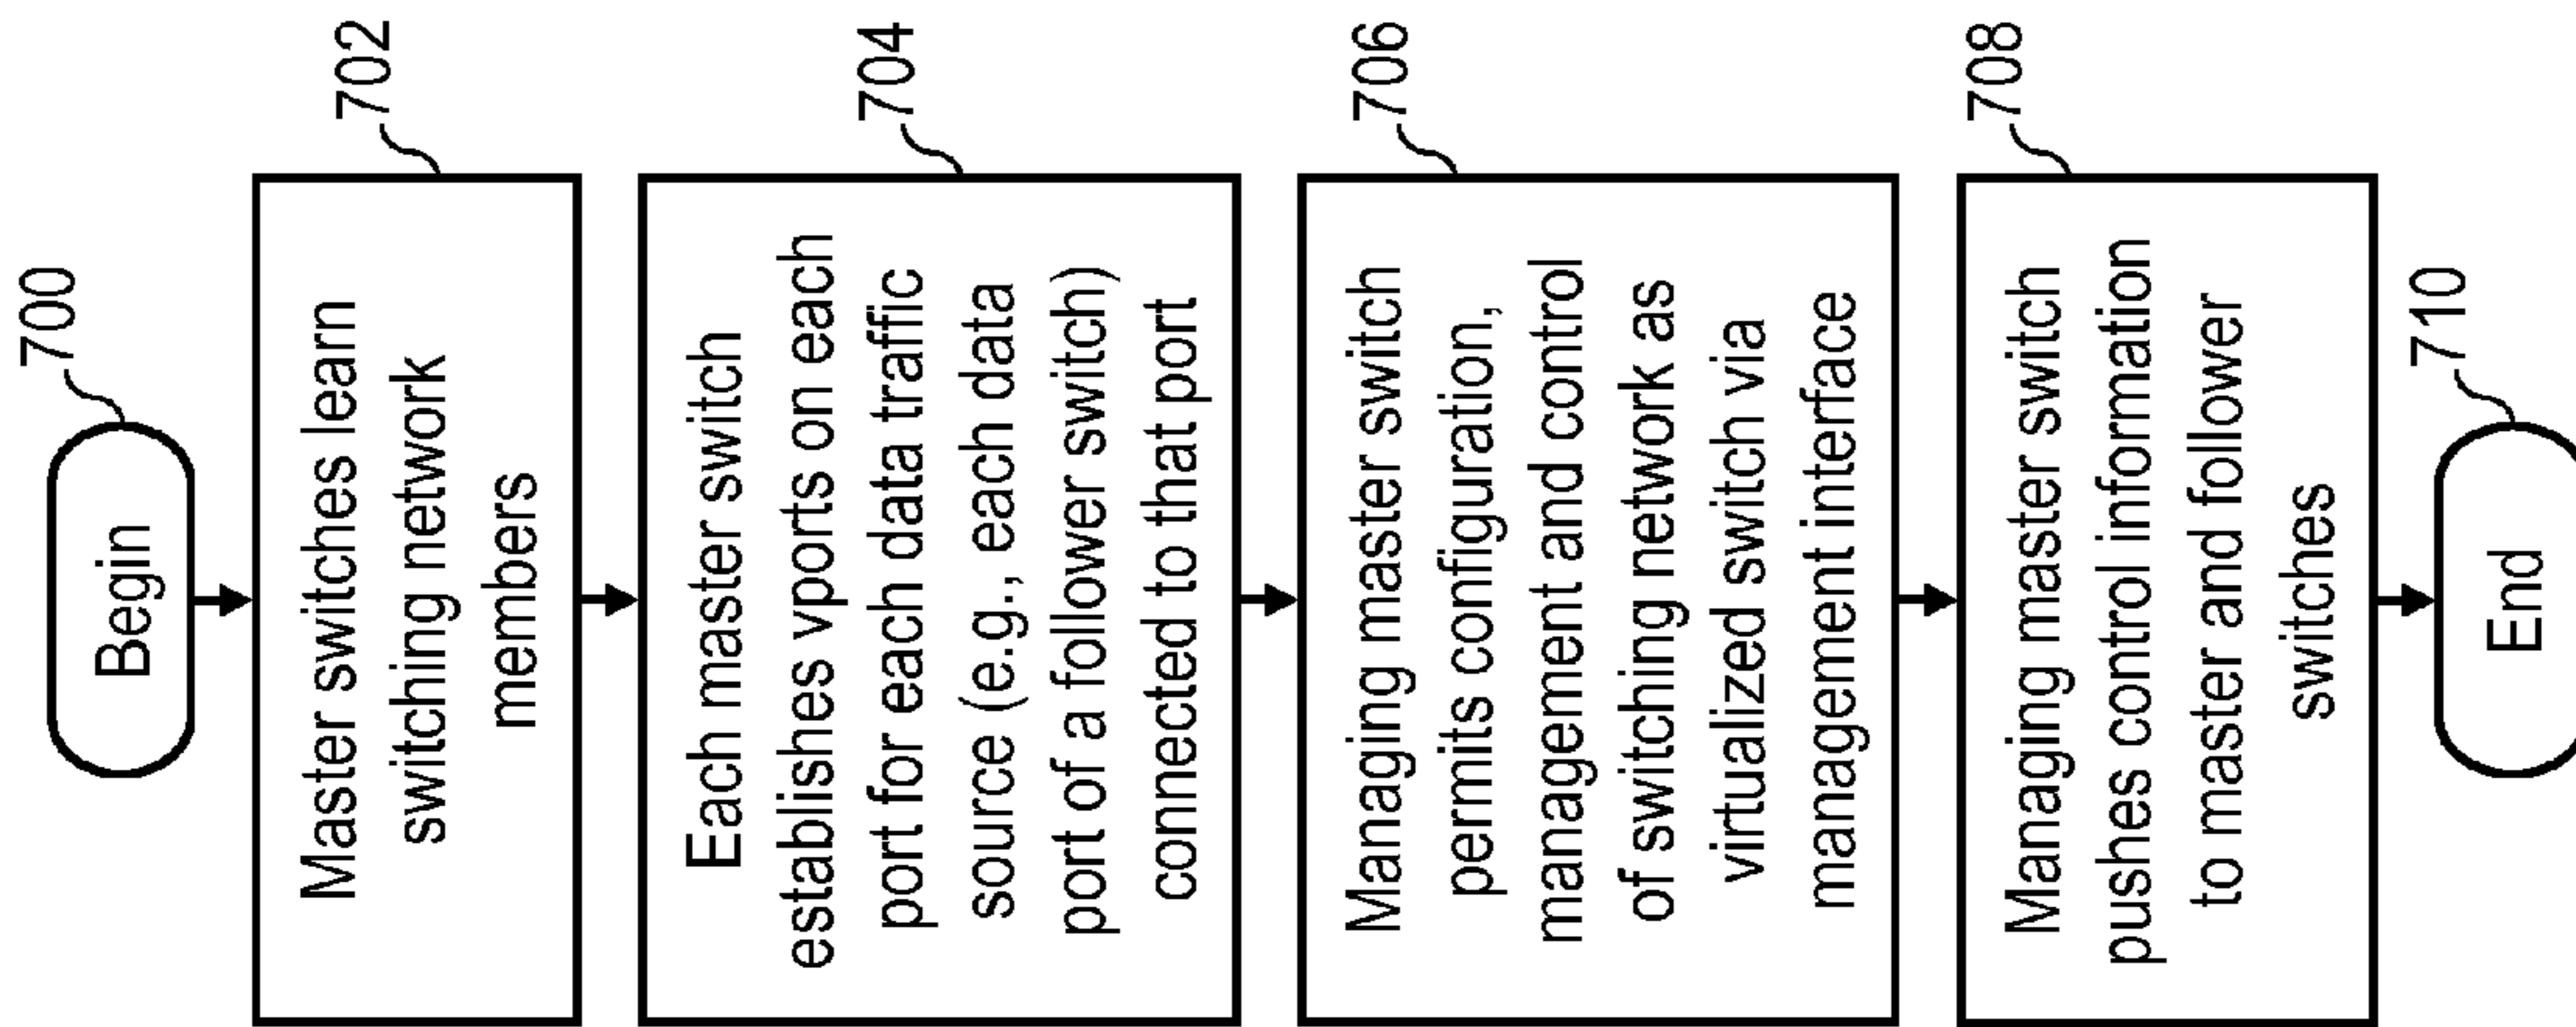 700
Begin
702
Master switches learn
switching network
members
704
Each master switch
establishes vports on each
port for each data traffic
source (e.g., each data
port of a follower switch)
connected to that port
706
Managing master switch
permits configuration,
management and control
of switching network as
virtualized switch via
management interface
708
Managing master switch
pushes control information
to master and follower
switches
710
End